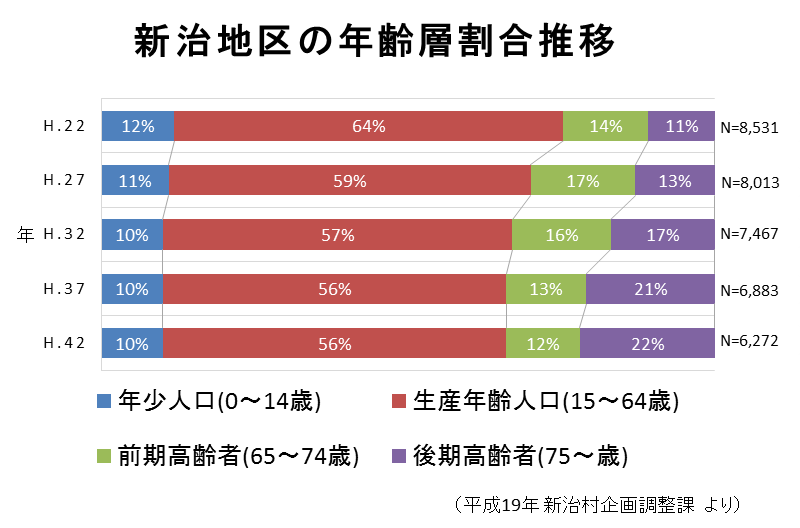 新治地区の年齢層割合推移
H.22 12% 64% 14% 11% N=8,531
H.27 11% 59% 17% 13% N=8,013
年 H.32 10% 57% 16% 17% N=7,467
H.37 10% 56% 13% 21% N=6,883
H.42 10% 56% 12% 22% N=6,272
年少人口(0～14歳) 生産年齢人口(15～64歳)
前期高齢者(65～74歳) 後期高齢者(75～歳)
（平成19年 新治村企画調整課 より）